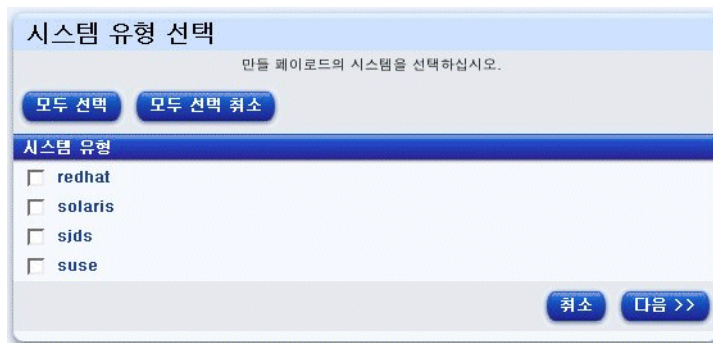 시스템 유형 선택
만들 페이로드의 시스템을 선택하십시오.
모두 선택 모두 선택 취소
시스템 유형
redhat
solaris
sjds
suse
취소 다음 >>